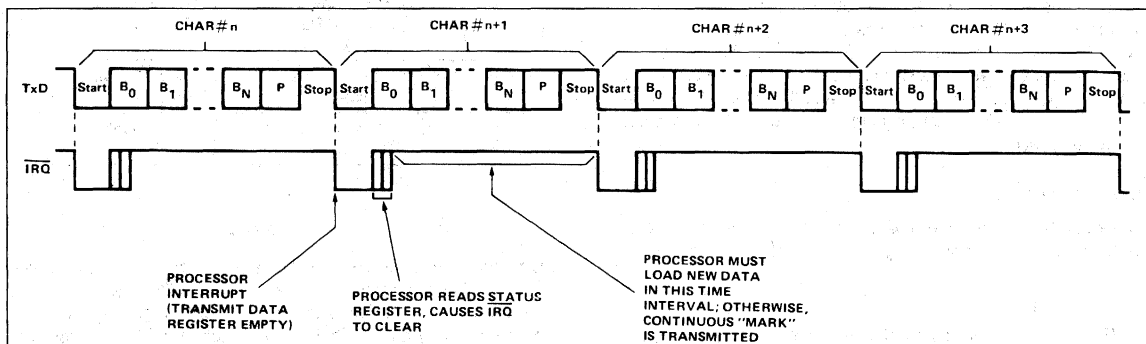 CHAR#n CHAR#n+1 CHAR#n+2 CHAR#n+3
TxD Start B0 B1 BN P Stop Start B0 B1 BN P Stop Start B0 B1 BN P Stop Start B0 B1 BN P Stop
IRQ
PROCESSOR
INTERRUPT
(TRANSMIT DATA
REGISTER EMPTY)
PROCESSOR READS STATUS
REGISTER, CAUSES IRQ
TO CLEAR
PROCESSOR MUST
LOAD NEW DATA
IN THIS TIME
INTERVAL; OTHERWISE,
CONTINUOUS "MARK"
IS TRANSMITTED